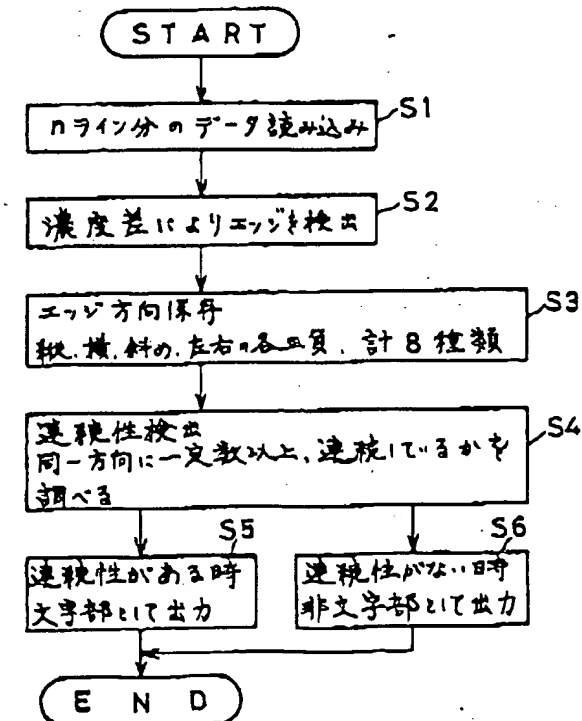 START
nライン分のデータ読み込み
S1
濃度差によりエッジを検出
S2
エッジ方向保存
縦、横、斜め、左右の各正負、計8種類
S3
連続性検出
同一方向に一定数以上、連続しているかを
調べる
S4
連続性がある時
文字部として出力
S5
連続性がない時
非文字部として出力
S6
END